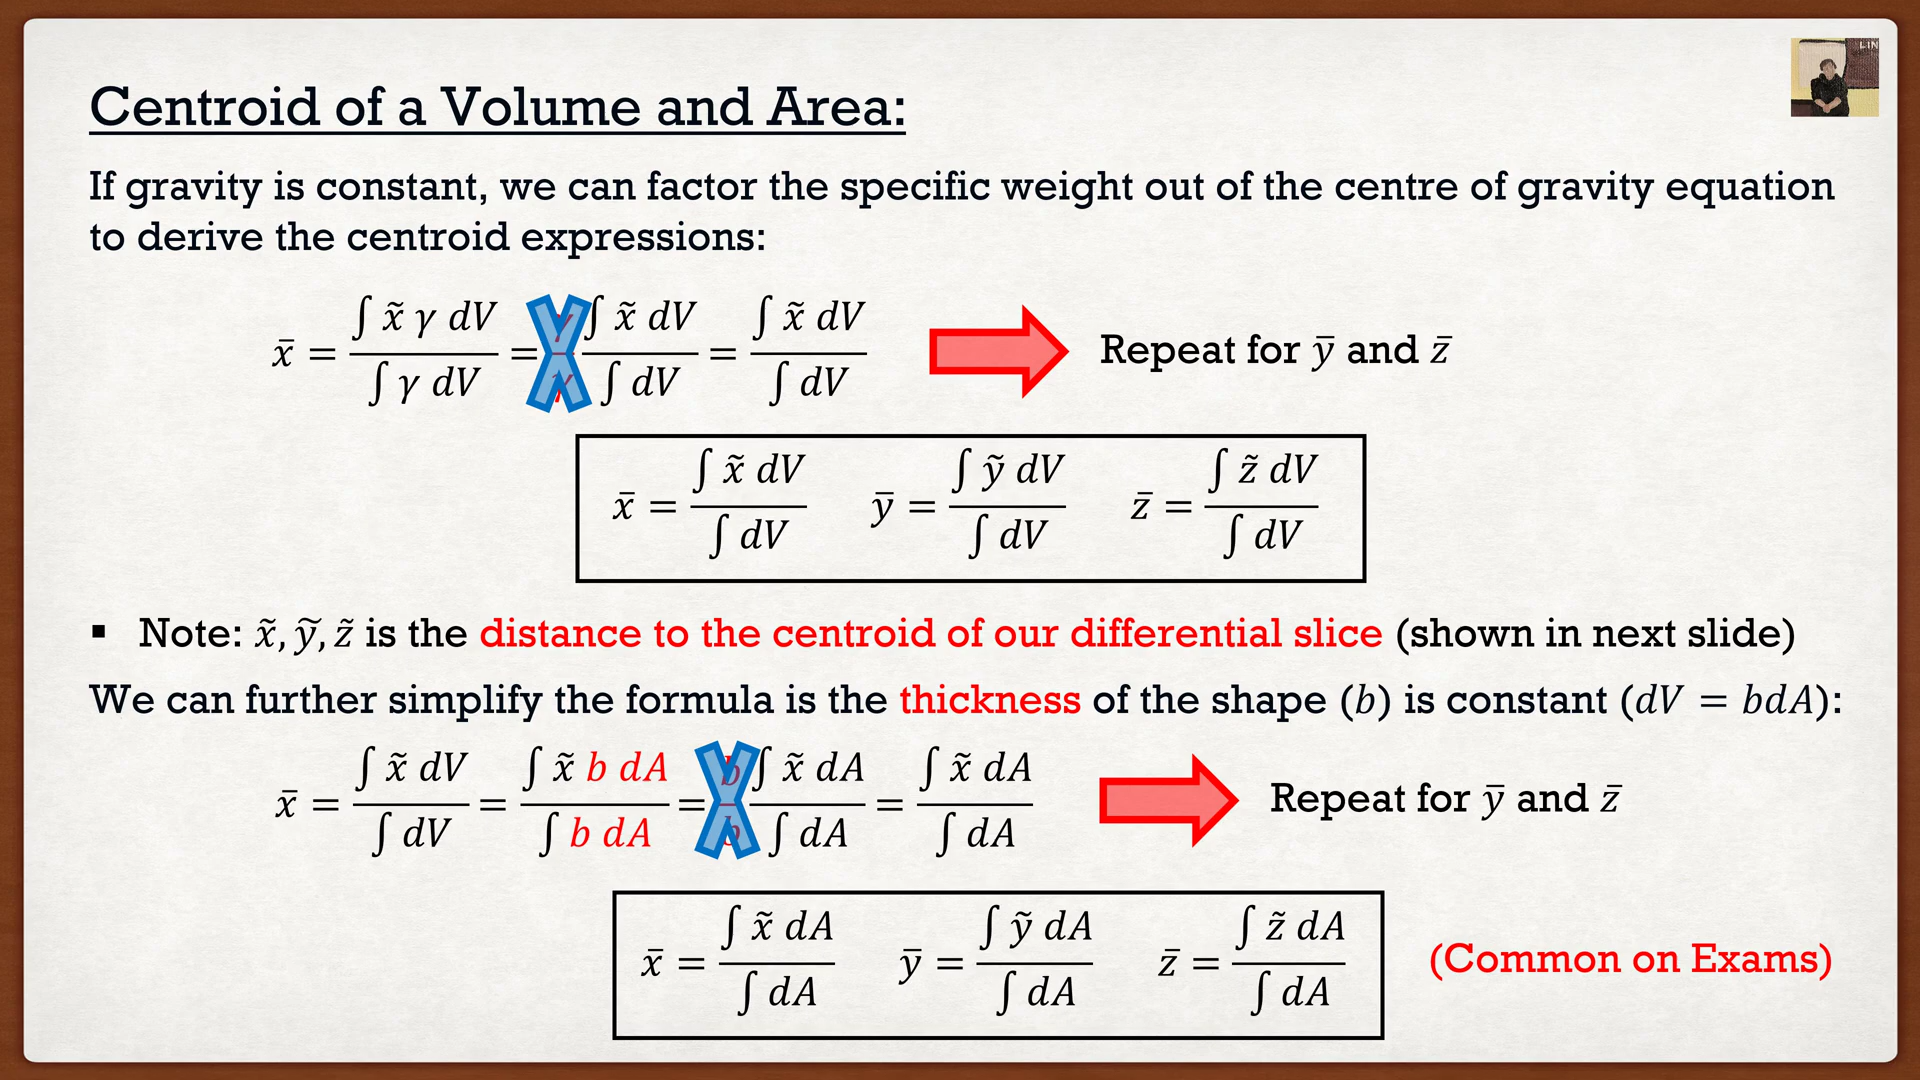 LIN
Centroid of a Volume and Area:
If gravity is constant, we can factor the specific weight out of the centre of gravity equation
to derive the centroid expressions:
x̄ = ∫ x̃ γ dV / ∫ γ dV = γ/γ ∫ x̃ dV / ∫ dV = ∫ x̃ dV / ∫ dV Repeat for ȳ and z̄
x̄ = ∫ x̃ dV / ∫ dV ȳ = ∫ ỹ dV / ∫ dV z̄ = ∫ z̃ dV / ∫ dV
▪ Note: x̃, ỹ, z̃ is the distance to the centroid of our differential slice (shown in next slide)
We can further simplify the formula is the thickness of the shape (b) is constant (dV = bdA):
x̄ = ∫ x̃ dV / ∫ dV = ∫ x̃ b dA / ∫ b dA = b/b ∫ x̃ dA / ∫ dA = ∫ x̃ dA / ∫ dA Repeat for ȳ and z̄
x̄ = ∫ x̃ dA / ∫ dA ȳ = ∫ ỹ dA / ∫ dA z̄ = ∫ z̃ dA / ∫ dA (Common on Exams)